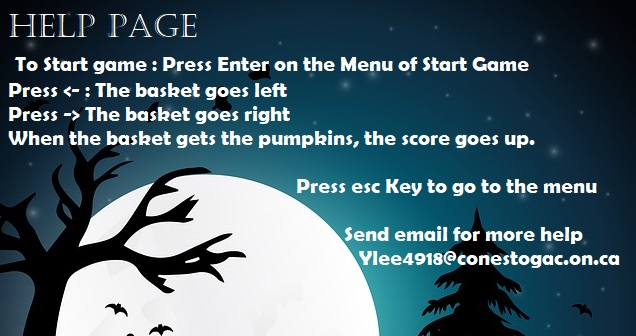 HELP PAGE
To Start game : Press Enter on the Menu of Start Game
Press <- : The basket goes left
Press -> The basket goes right
When the basket gets the pumpkins, the score goes up.
Press esc Key to go to the menu
Send email for more help
Ylee4918@conestogac.on.ca